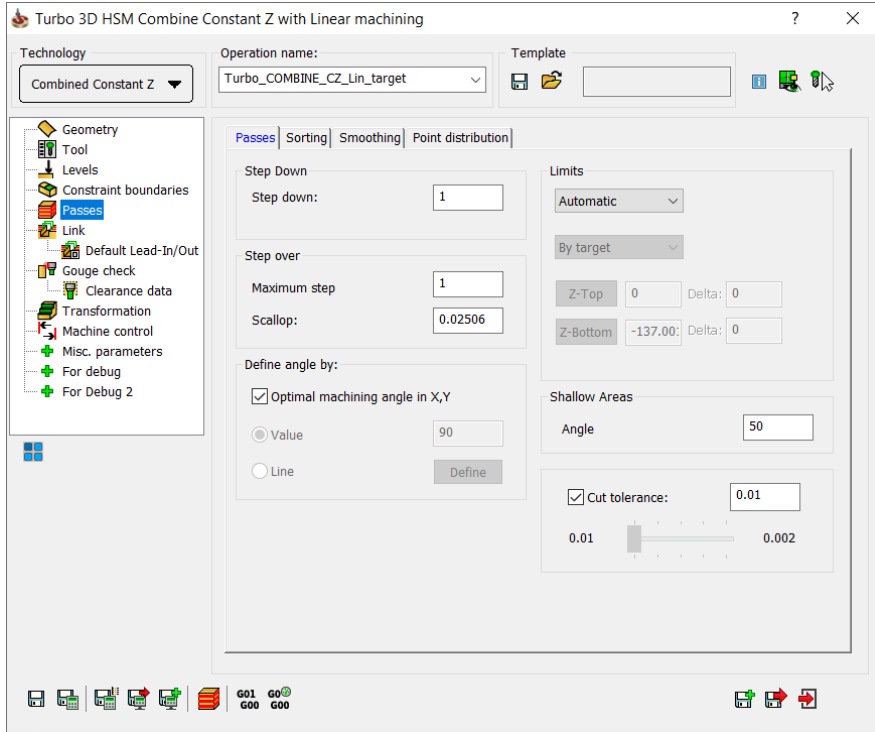 Turbo 3D HSM Combine Constant Z with Linear machining
?
Technology
Combined Constant Z
Operation name:
Turbo_COMBINE_CZ_Lin_target
Template
Geometry
Tool
Levels
Constraint boundaries
Passes
Link
Default Lead-In/Out
Gouge check
Clearance data
Transformation
Machine control
Misc. parameters
For debug
For Debug 2
Passes Sorting Smoothing Point distribution
Step Down
Step down: 1
Step over
Maximum step 1
Scallop: 0.02506
Define angle by:
Optimal machining angle in X,Y
Value 90
Line Define
Limits
Automatic
By target
Z-Top 0 Delta: 0
Z-Bottom -137.00: Delta: 0
Shallow Areas
Angle 50
Cut tolerance: 0.01
0.01 0.002
G01 G0
G00 G00